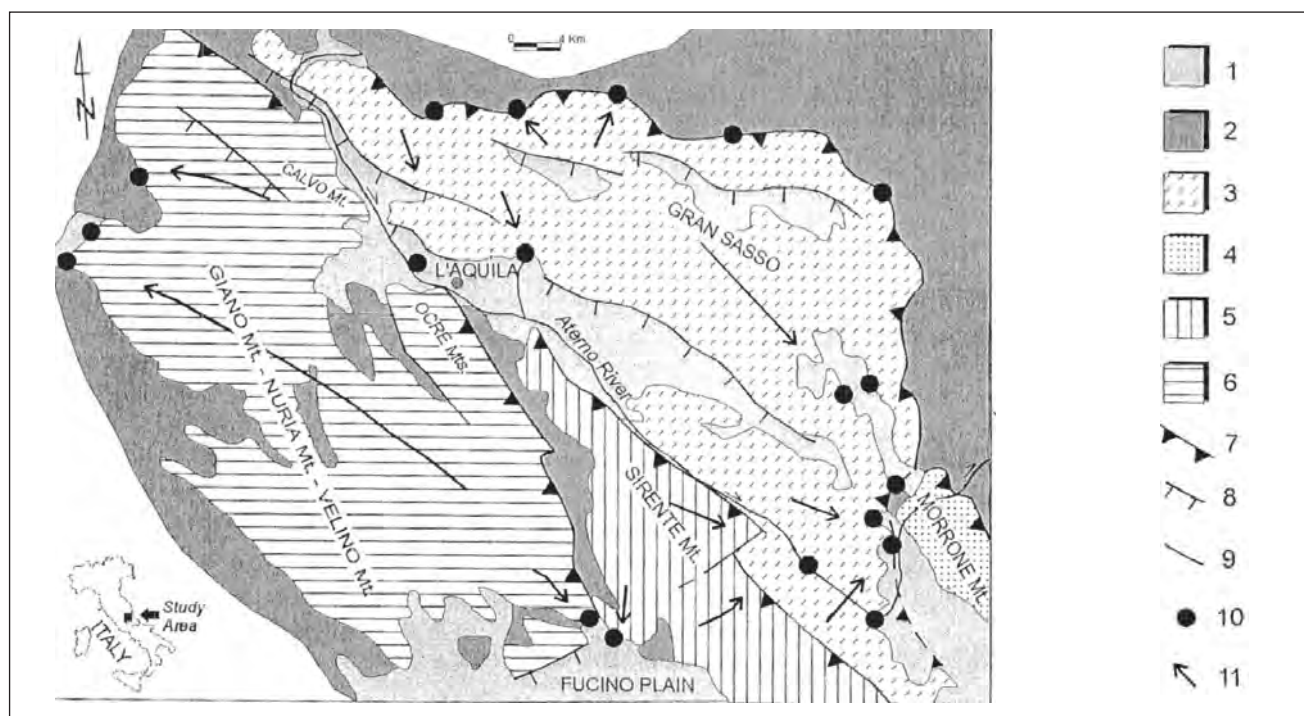 0 4 Km
N
CALVO Mt.
GRAN SASSO
L'AQUILA
GIANO Mt. - NURIA Mt. - VELINO Mt.
OCRE Mts.
Aterno River
SIRENTE Mt.
MORRONE Mt.
FUCINO PLAIN
Study
Area
ITALY
1
2
3
4
5
6
7
8
9
10
11